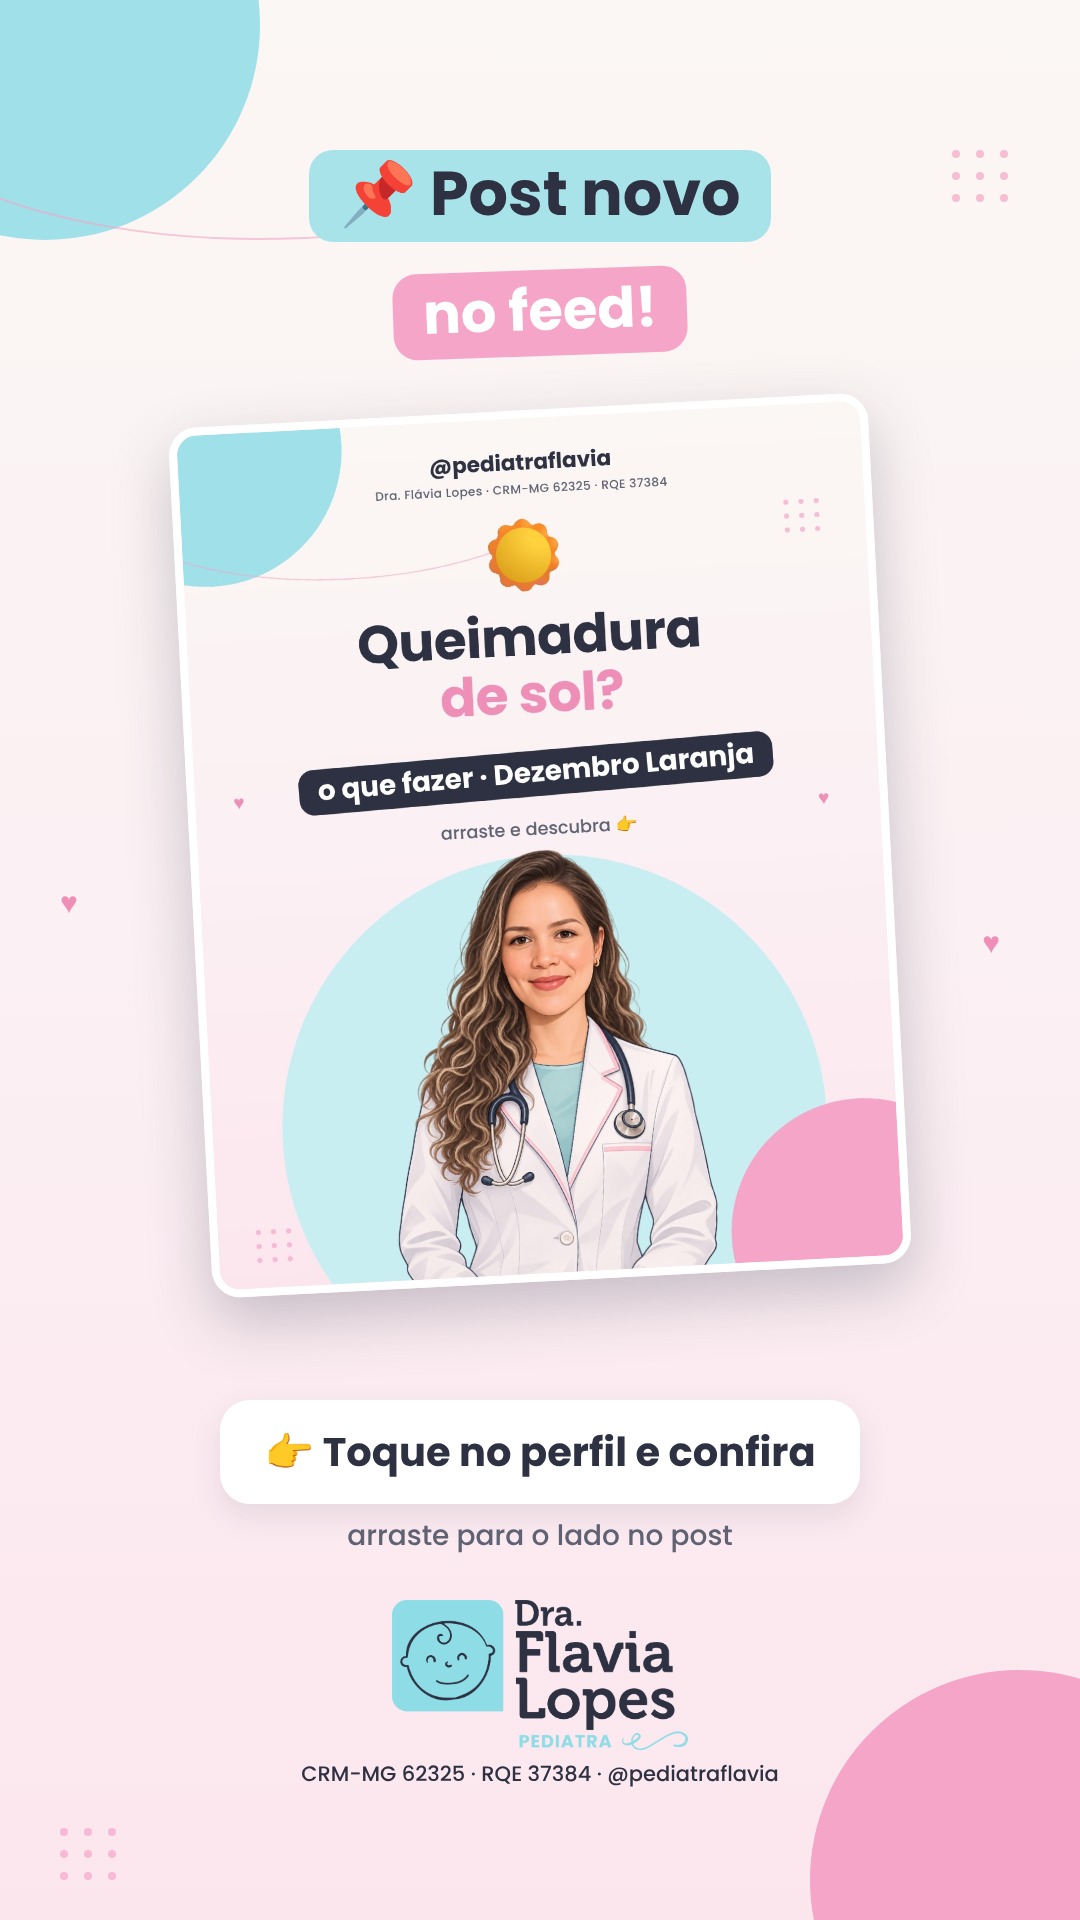 📌 Post novo
no feed!
@pediatraflavia
Dra. Flávia Lopes · CRM-MG 62325 · RQE 37384
Queimadura
de sol?
o que fazer · Dezembro Laranja
arraste e descubra 👉
👉 Toque no perfil e confira
arraste para o lado no post
Dra.
Flavia
Lopes
PEDIATRA
CRM-MG 62325 · RQE 37384 · @pediatraflavia